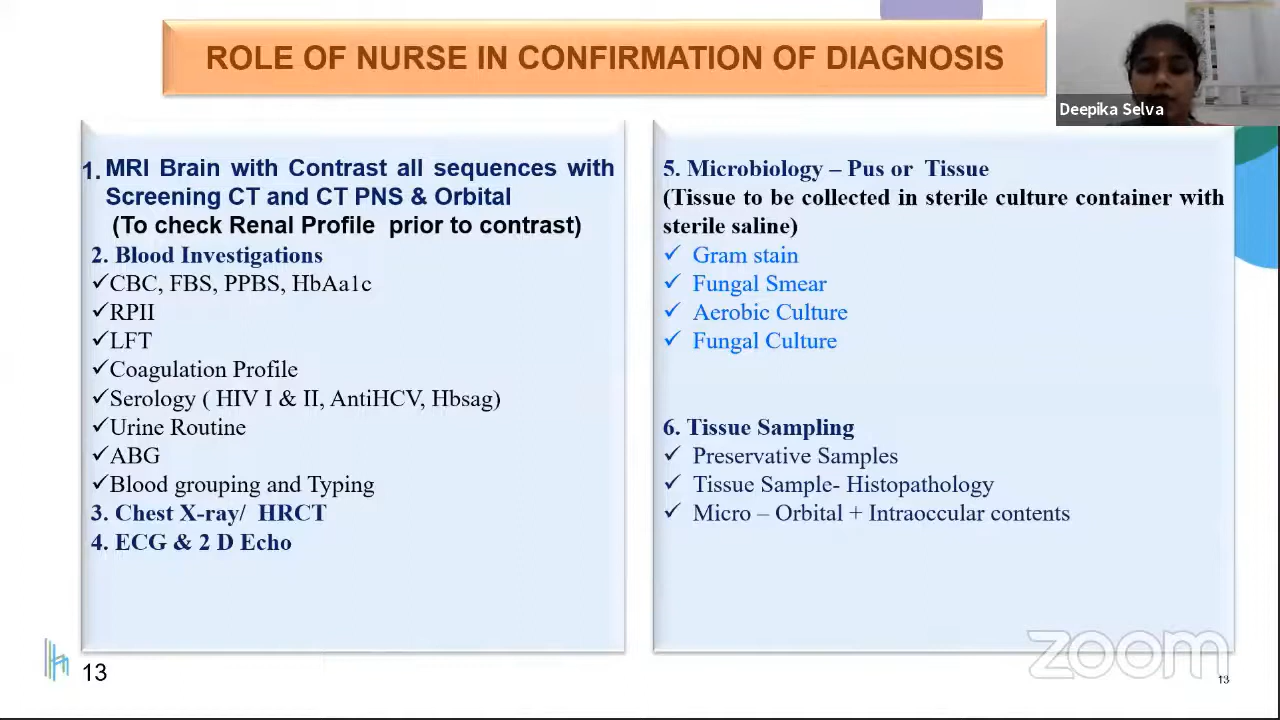 ROLE OF NURSE IN CONFIRMATION OF DIAGNOSIS
Deepika Selva
1. MRI Brain with Contrast all sequences with
Screening CT and CT PNS & Orbital
(To check Renal Profile prior to contrast)
2. Blood Investigations
✓CBC, FBS, PPBS, HbAa1c
✓RPII
✓LFT
✓Coagulation Profile
✓Serology ( HIV I & II, AntiHCV, Hbsag)
✓Urine Routine
✓ABG
✓Blood grouping and Typing
3. Chest X-ray/ HRCT
4. ECG & 2 D Echo
5. Microbiology – Pus or Tissue
(Tissue to be collected in sterile culture container with
sterile saline)
✓ Gram stain
✓ Fungal Smear
✓ Aerobic Culture
✓ Fungal Culture
6. Tissue Sampling
✓ Preservative Samples
✓ Tissue Sample- Histopathology
✓ Micro – Orbital + Intraoccular contents
13
zoom
13